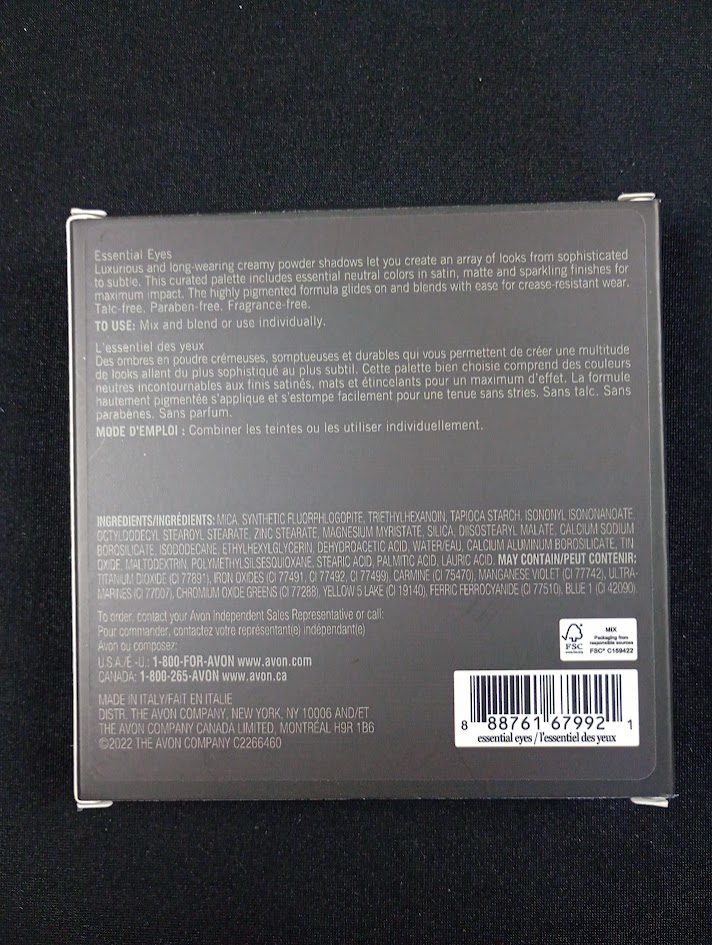 Essential Eyes
Luxurious and long-wearing creamy powder shadows let you create an array of looks from sophisticated
to subtle. This curated palette includes essential neutral colors in satin, matte and sparkling finishes for
maximum impact. The highly pigmented formula glides on and blends with ease for crease-resistant wear.
Talc-free. Paraben-free. Fragrance-free.
TO USE: Mix and blend or use individually.
L'essentiel des yeux
Des ombres en poudre crémeuses, somptueuses et durables qui vous permettent de créer une multitude
de looks allant du plus sophistiqué au plus subtil. Cette palette bien choisie comprend des couleurs
neutres incontournables aux finis satinés, mats et étincelants pour un maximum d'effet. La formule
hautement pigmentée s'applique et s'estompe facilement pour une tenue sans stries. Sans talc. Sans
parabènes. Sans parfum.
MODE D'EMPLOI : Combiner les teintes ou les utiliser individuellement.
INGREDIENTS/INGRÉDIENTS: MICA, SYNTHETIC FLUORPHLOGOPITE, TRIETHYLHEXANOIN, TAPIOCA STARCH, ISONONYL ISONONANOATE,
OCTYLDODECYL STEAROYL STEARATE, ZINC STEARATE, MAGNESIUM MYRISTATE, SILICA, DIISOSTEARYL MALATE, CALCIUM SODIUM
BOROSILICATE, ISODODECANE, ETHYLHEXYLGLYCERIN, DEHYDROACETIC ACID, WATER/EAU, CALCIUM ALUMINUM BOROSILICATE, TIN
OXIDE, MALTODEXTRIN, POLYMETHYLSILSESQUIOXANE, STEARIC ACID, PALMITIC ACID, LAURIC ACID. MAY CONTAIN/PEUT CONTENIR:
TITANIUM DIOXIDE (CI 77891), IRON OXIDES (CI 77491, CI 77492, CI 77499), CARMINE (CI 75470), MANGANESE VIOLET (CI 77742), ULTRA-
MARINES (CI 77007), CHROMIUM OXIDE GREENS (CI 77288), YELLOW 5 LAKE (CI 19140), FERRIC FERROCYANIDE (CI 77510), BLUE 1 (CI 42090).
To order, contact your Avon Independent Sales Representative or call:
Pour commander, contactez votre représentant(e) indépendant(e)
Avon ou composez:
U.S.A./É.-U.: 1-800-FOR-AVON www.avon.com
CANADA: 1-800-265-AVON www.avon.ca
MADE IN ITALY/FAIT EN ITALIE
DISTR. THE AVON COMPANY, NEW YORK, NY 10006 AND/ET
THE AVON COMPANY CANADA LIMITED, MONTRÉAL H9R 1B6
©2022 THE AVON COMPANY C2266460
FSC
www.fsc.org
MIX
Packaging from
responsible sources
FSC® C159422
8 88761 67992 1
essential eyes / l'essentiel des yeux